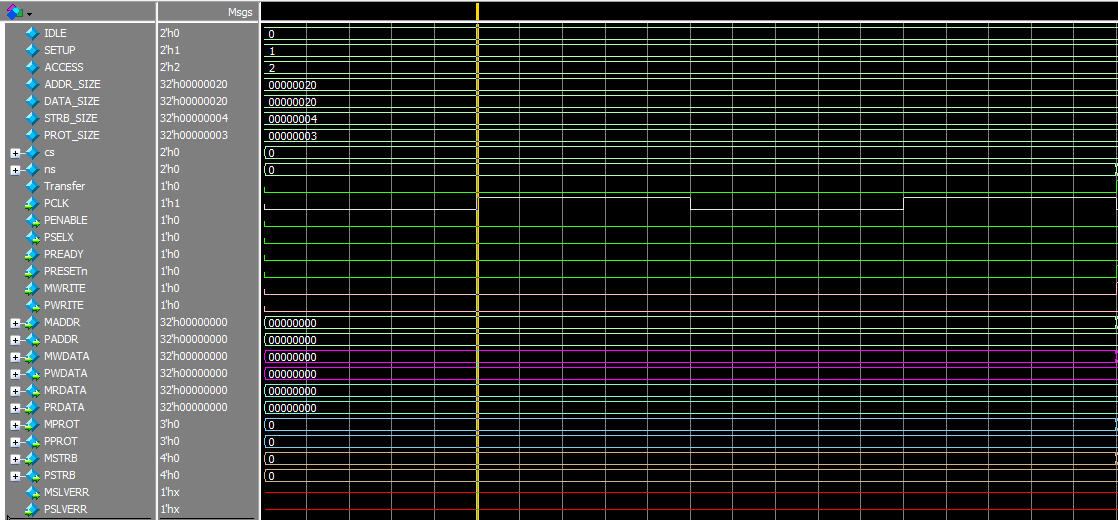 Msgs
IDLE 2'h0 0
SETUP 2'h1 1
ACCESS 2'h2 2
ADDR_SIZE 32'h00000020 00000020
DATA_SIZE 32'h00000020 00000020
STRB_SIZE 32'h00000004 00000004
PROT_SIZE 32'h00000003 00000003
cs 2'h0 0
ns 2'h0 0
Transfer 1'h0
PCLK 1'h1
PENABLE 1'h0
PSELX 1'h0
PREADY 1'h0
PRESETn 1'h0
MWRITE 1'h0
PWRITE 1'h0
MADDR 32'h00000000 00000000
PADDR 32'h00000000 00000000
MWDATA 32'h00000000 00000000
PWDATA 32'h00000000 00000000
MRDATA 32'h00000000 00000000
PRDATA 32'h00000000 00000000
MPROT 3'h0 0
PPROT 3'h0 0
MSTRB 4'h0 0
PSTRB 4'h0 0
MSLVERR 1'hx
PSLVERR 1'hx